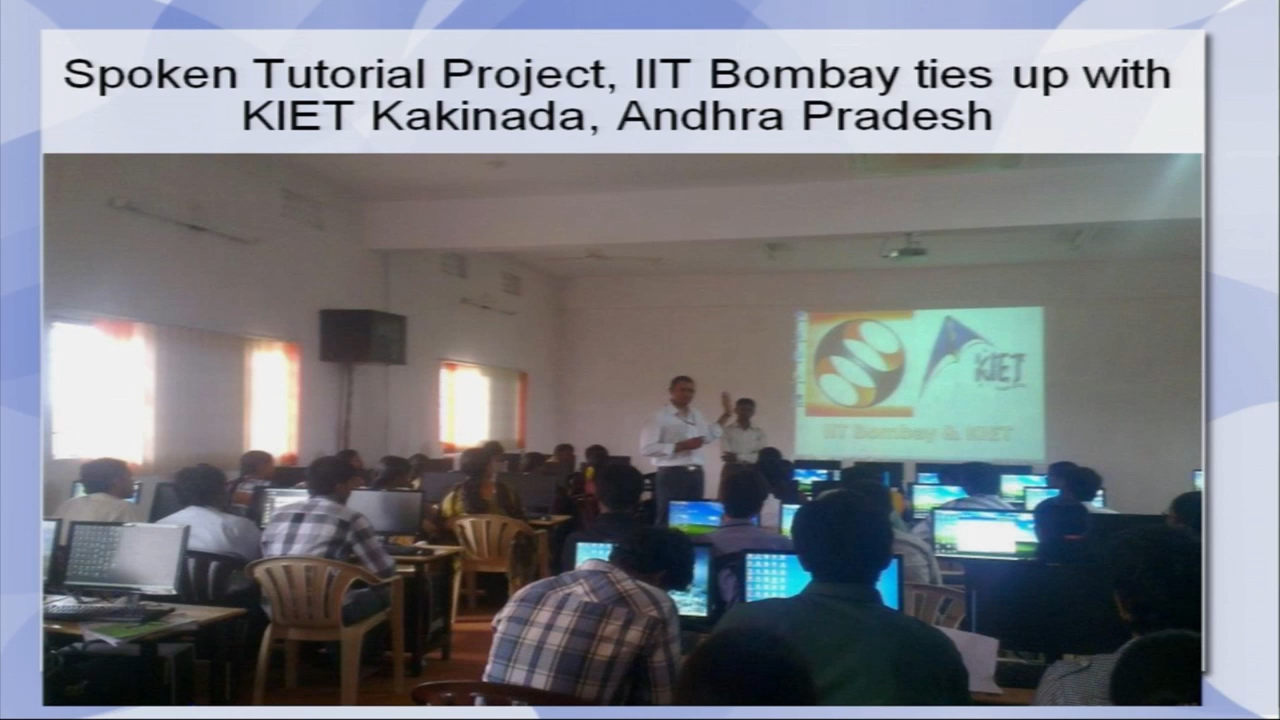 Spoken Tutorial Project, IIT Bombay ties up with
KIET Kakinada, Andhra Pradesh
KIET
IIT Bombay & KIET